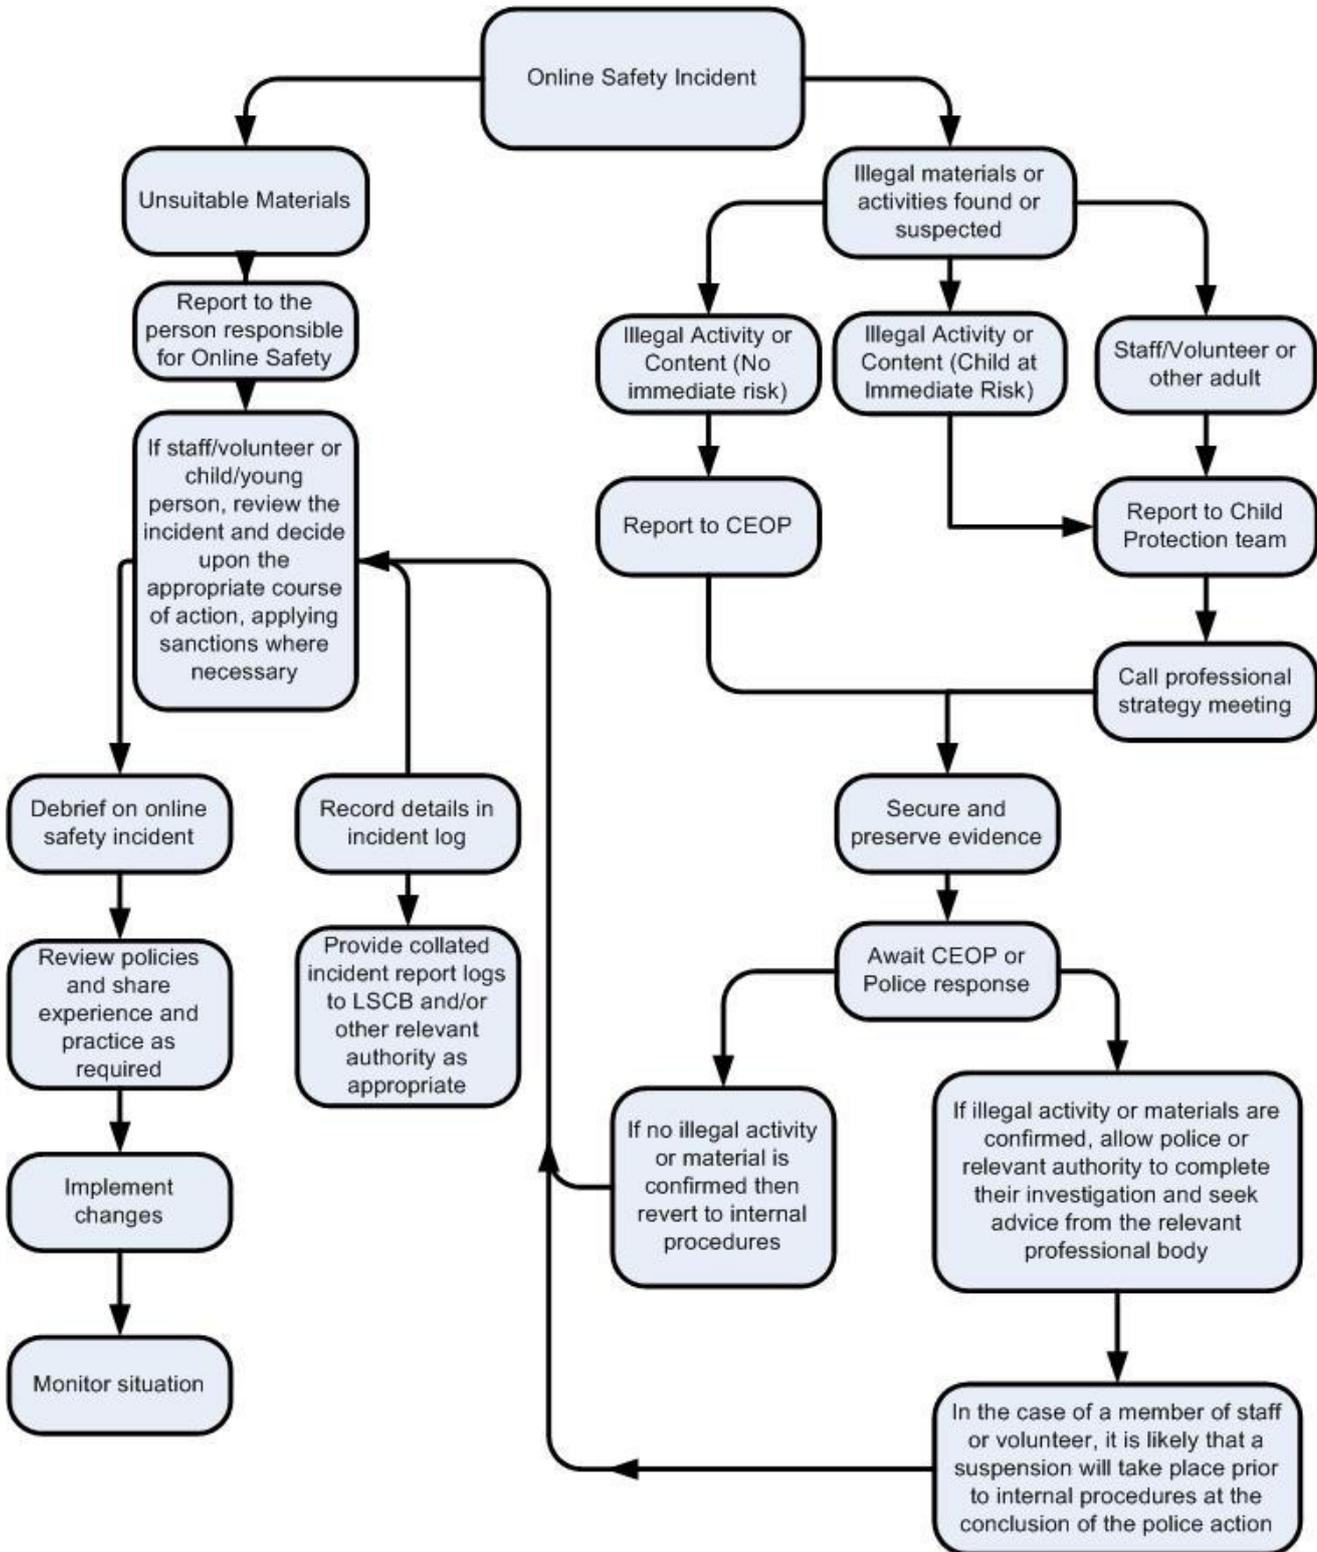 Online Safety Incident
Unsuitable Materials
Report to the
person responsible
for Online Safety
If staff/volunteer or
child/young
person, review the
incident and decide
upon the
appropriate course
of action, applying
sanctions where
necessary
Debrief on online
safety incident
Review policies
and share
experience and
practice as
required
Implement
changes
Monitor situation
Record details in
incident log
Provide collated
incident report logs
to LSCB and/or
other relevant
authority as
appropriate
Illegal materials or
activities found or
suspected
Illegal Activity or
Content (No
immediate risk)
Illegal Activity or
Content (Child at
Immediate Risk)
Staff/Volunteer or
other adult
Report to CEOP
Report to Child
Protection team
Call professional
strategy meeting
Secure and
preserve evidence
Await CEOP or
Police response
If no illegal activity
or material is
confirmed then
revert to internal
procedures
If illegal activity or materials are
confirmed, allow police or
relevant authority to complete
their investigation and seek
advice from the relevant
professional body
In the case of a member of staff
or volunteer, it is likely that a
suspension will take place prior
to internal procedures at the
conclusion of the police action